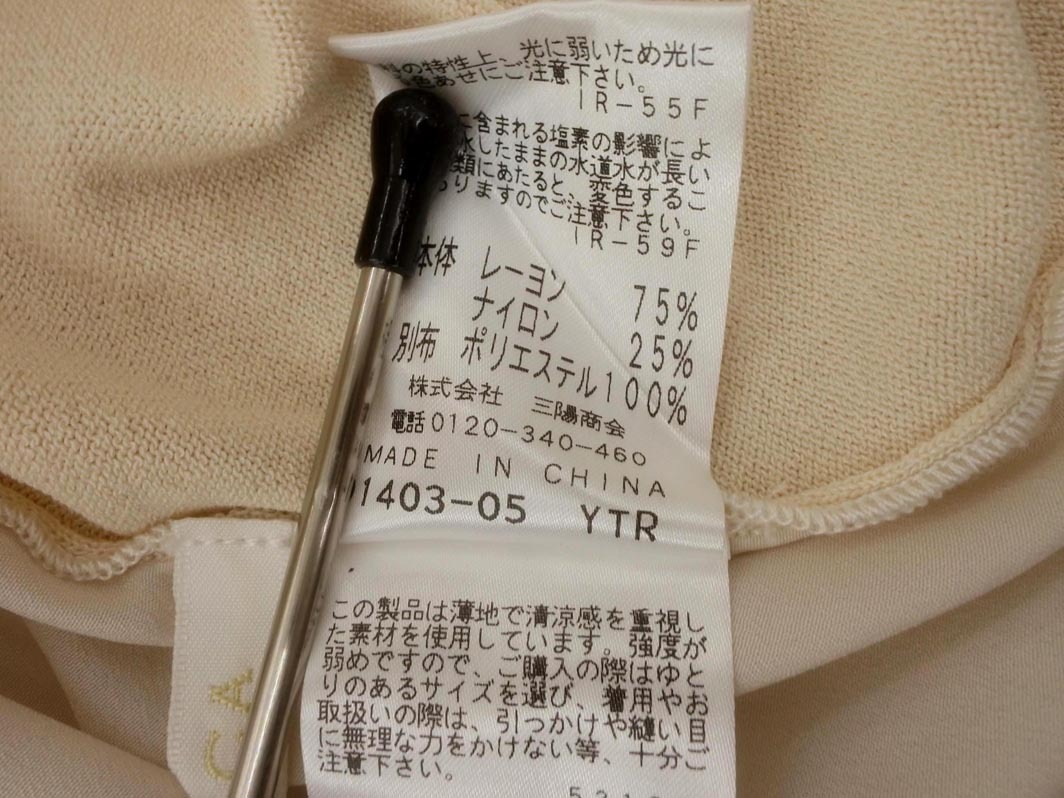 の特性上 光に弱いため光に
色あせにご注意下さい。
IR-55F
に含まれる塩素の影響によ
水したままの水道水が長い
類にあたると、変色するこ
りますのでご注意下さい。
IR-59F
本体 レーヨン 75%
ナイロン 25%
別布 ポリエステル100%
株式会社 三陽商会
電話0120-340-460
MADE IN CHINA
1403-05 YTR
この製品は薄地で清涼感を重視し
た素材を使用しています。強度が
弱めですので、ご購入の際はゆと
りのあるサイズを選び、着用やお
取扱いの際は、引っかけや縫い目
に無理な力をかけない等、十分ご
注意下さい。
CA